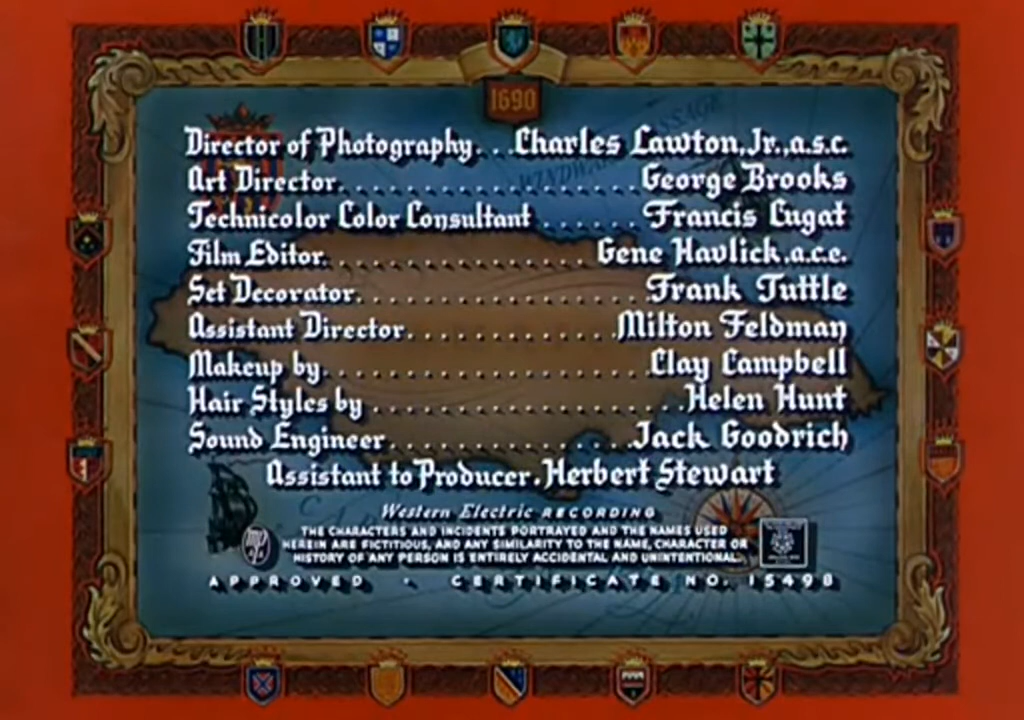 1690
WINDWA
SSAGE
Director of Photography. . .Charles Lawton, Jr.,a.s.c.
Art Director. . . . . . . . . . . . . . . . . .George Brooks
Technicolor Color Consultant . . . . . . Francis Cugat
Film Editor. . . . . . . . . . . . . . . . Gene Havlick,a.c.e.
Set Decorator. . . . . . . . . . . . . . . . . .Frank Tuttle
Assistant Director. . . . . . . . . . . . .Milton Feldman
Makeup by. . . . . . . . . . . . . . . . . . . .Clay Campbell
Hair Styles by . . . . . . . . . . . . . . . . . . .Helen Hunt
Sound Engineer. . . . . . . . . . . . . . .Jack Goodrich
Assistant to Producer. Herbert Stewart
Western Electric RECORDING
THE CHARACTERS AND INCIDENTS PORTRAYED AND THE NAMES USED
HEREIN ARE FICTITIOUS, AND ANY SIMILARITY TO THE NAME, CHARACTER OR
HISTORY OF ANY PERSON IS ENTIRELY ACCIDENTAL AND UNINTENTIONAL.
APPROVED · CERTIFICATE NO. 15498